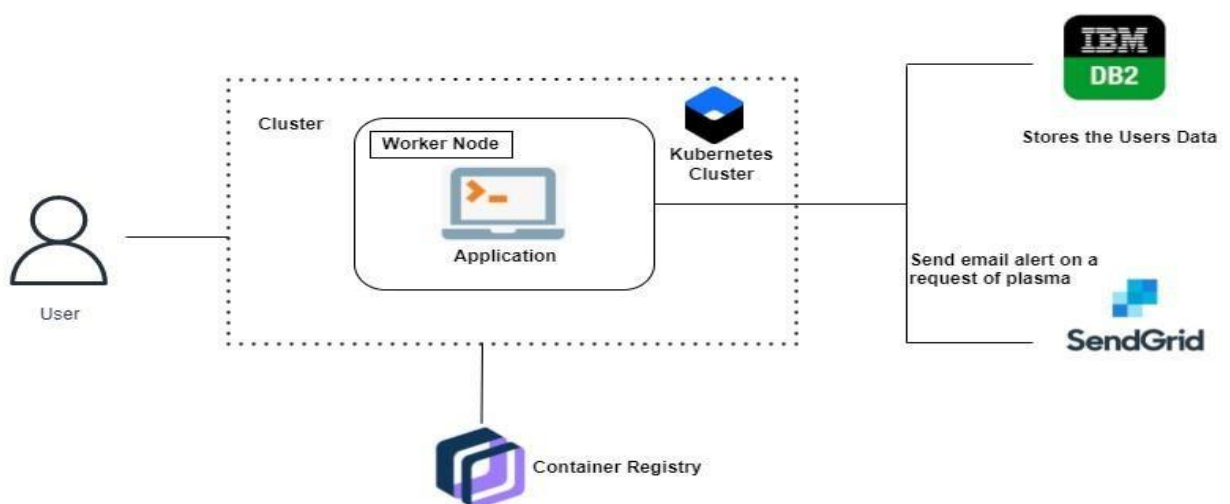 IBM
DB2
Stores the Users Data
Cluster
Worker Node
Kubernetes
Cluster
Application
User
Send email alert on a
request of plasma
SendGrid
Container Registry